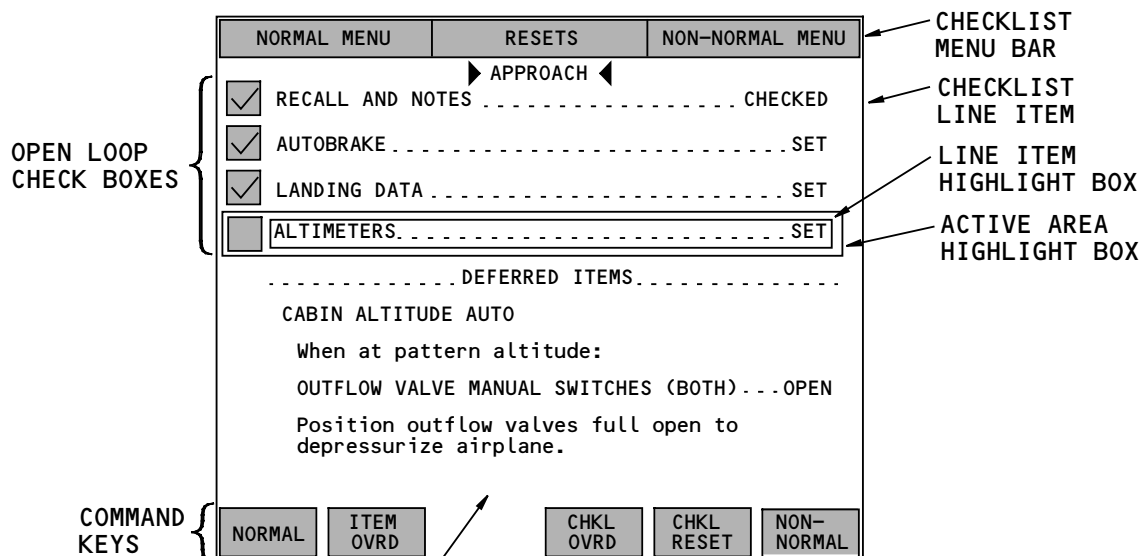 NORMAL MENU RESETS NON-NORMAL MENU
CHECKLIST
MENU BAR
APPROACH
RECALL AND NOTES CHECKED
CHECKLIST
LINE ITEM
AUTOBRAKE SET
OPEN LOOP
CHECK BOXES
LANDING DATA SET
LINE ITEM
HIGHLIGHT BOX
ALTIMETERS SET
ACTIVE AREA
HIGHLIGHT BOX
DEFERRED ITEMS
CABIN ALTITUDE AUTO
When at pattern altitude:
OUTFLOW VALVE MANUAL SWITCHES (BOTH)---OPEN
Position outflow valves full open to
depressurize airplane.
COMMAND
KEYS
NORMAL
ITEM
OVRD
CHKL
OVRD
CHKL
RESET
NON-
NORMAL